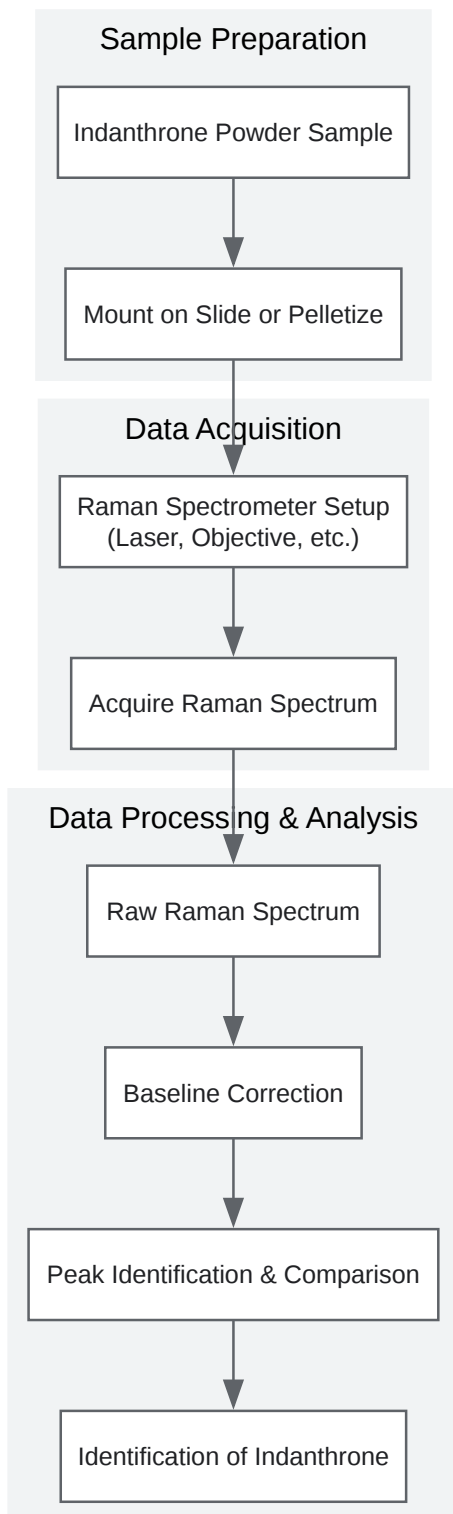 Sample Preparation
Indanthrone Powder Sample
Mount on Slide or Pelletize
Data Acquisition
Raman Spectrometer Setup
(Laser, Objective, etc.)
Acquire Raman Spectrum
Data Processing & Analysis
Raw Raman Spectrum
Baseline Correction
Peak Identification & Comparison
Identification of Indanthrone